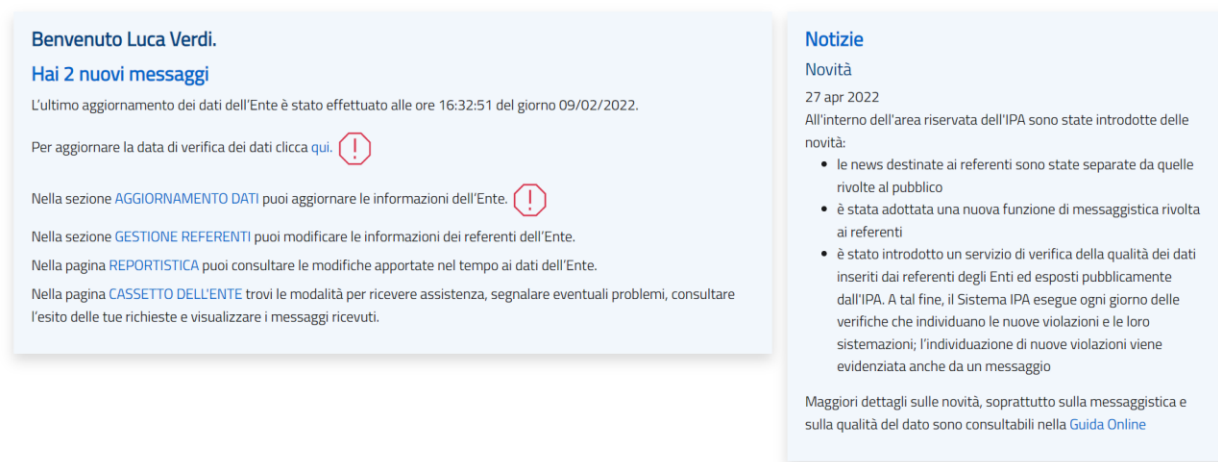 Benvenuto Luca Verdi.
Hai 2 nuovi messaggi
L'ultimo aggiornamento dei dati dell'Ente è stato effettuato alle ore 16:32:51 del giorno 09/02/2022.
Per aggiornare la data di verifica dei dati clicca qui.
Nella sezione AGGIORNAMENTO DATI puoi aggiornare le informazioni dell'Ente.
Nella sezione GESTIONE REFERENTI puoi modificare le informazioni dei referenti dell'Ente.
Nella pagina REPORTISTICA puoi consultare le modifiche apportate nel tempo ai dati dell'Ente.
Nella pagina CASSETTO DELL'ENTE trovi le modalità per ricevere assistenza, segnalare eventuali problemi, consultare
l'esito delle tue richieste e visualizzare i messaggi ricevuti.
Notizie
Novità
27 apr 2022
All'interno dell'area riservata dell'IPA sono state introdotte delle
novità:
• le news destinate ai referenti sono state separate da quelle
rivolte al pubblico
• è stata adottata una nuova funzione di messaggistica rivolta
ai referenti
• è stato introdotto un servizio di verifica della qualità dei dati
inseriti dai referenti degli Enti ed esposti pubblicamente
dall'IPA. A tal fine, il Sistema IPA esegue ogni giorno delle
verifiche che individuano le nuove violazioni e le loro
sistemazioni; l'individuazione di nuove violazioni viene
evidenziata anche da un messaggio
Maggiori dettagli sulle novità, soprattutto sulla messaggistica e
sulla qualità del dato sono consultabili nella Guida Online